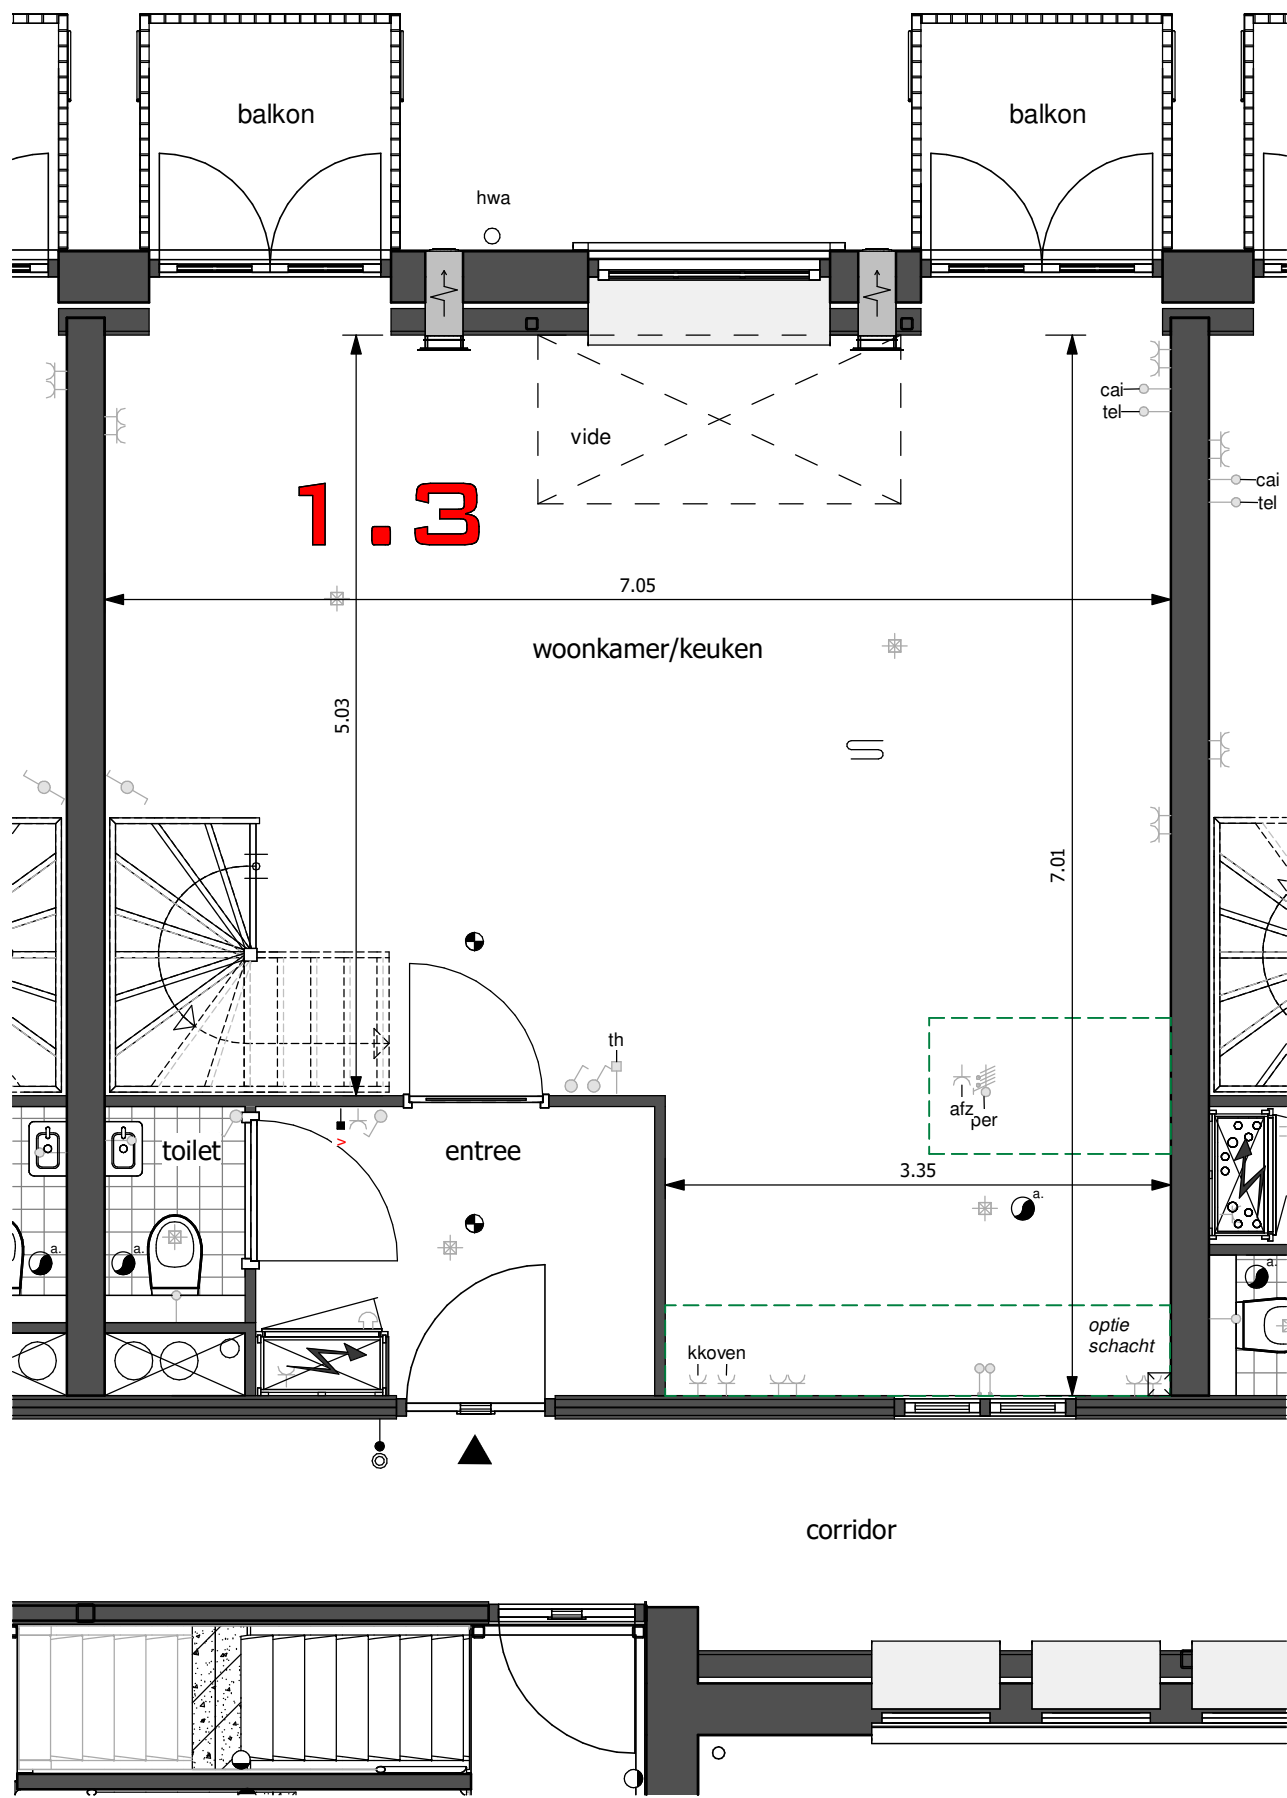 balkon
balkon
hwa
cai
tel
vide
1.3
cai
tel
7.05
woonkamer/keuken
5.03
7.01
th
afz
per
toilet
entree
3.35
a.
a.
a.
a.
optie
schacht
kkoven
corridor